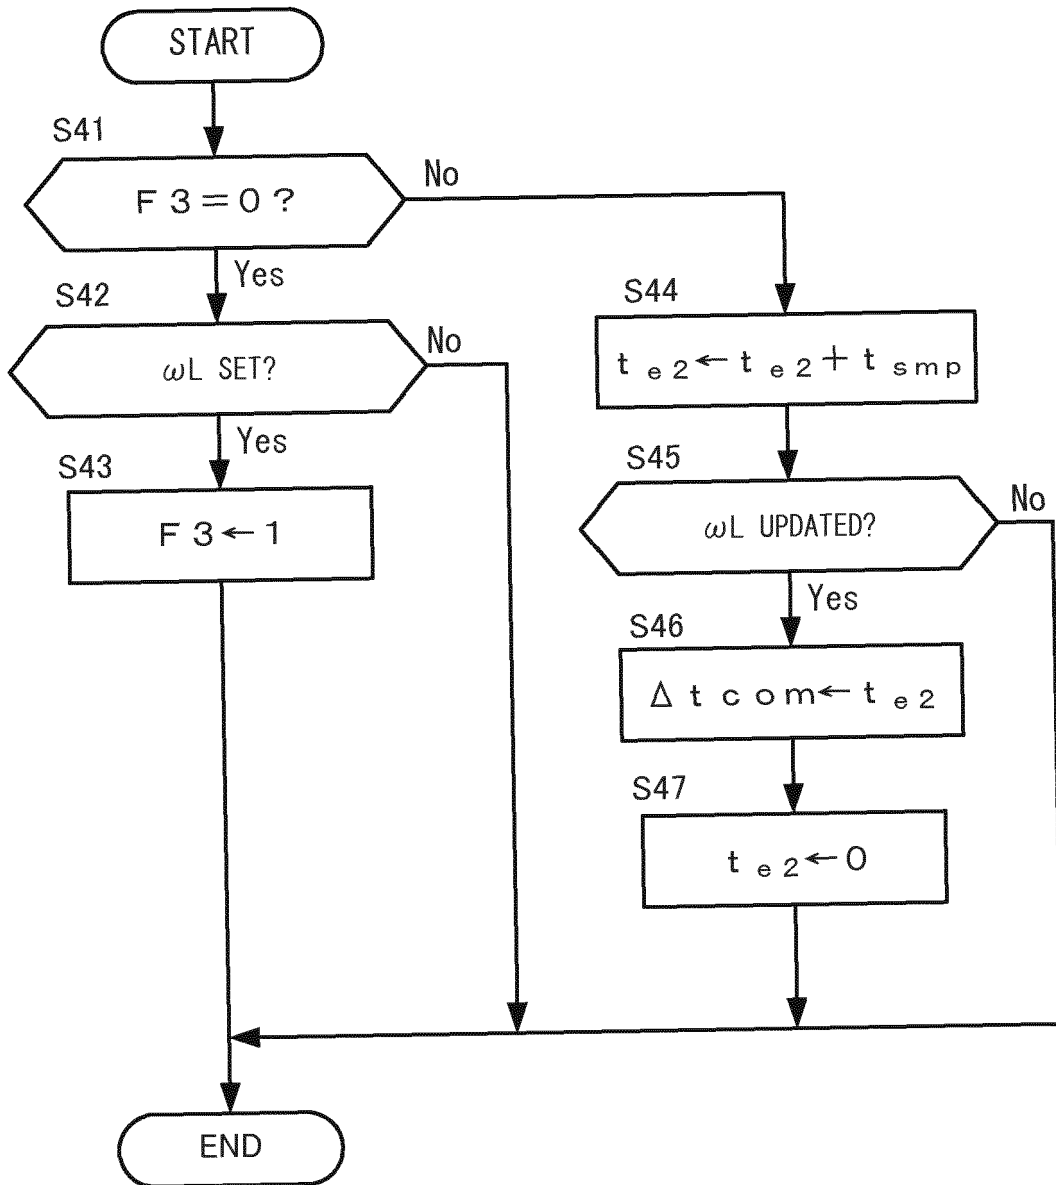 START
S41
F3=0?
No
Yes
S42
ωL SET?
No
Yes
S43
F3←1
S44
te2←te2+tsmp
S45
ωL UPDATED?
No
Yes
S46
Δtcom←te2
S47
te2←0
END